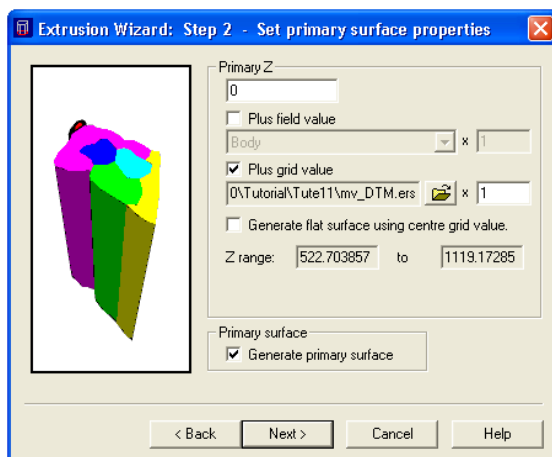 Extrusion Wizard: Step 2 - Set primary surface properties
Primary Z
0
Plus field value
Body x 1
Plus grid value
0\Tutorial\Tute11\mv_DTM.ers x 1
Generate flat surface using centre grid value.
Z range: 522.703857 to 1119.17285
Primary surface
Generate primary surface
< Back Next > Cancel Help